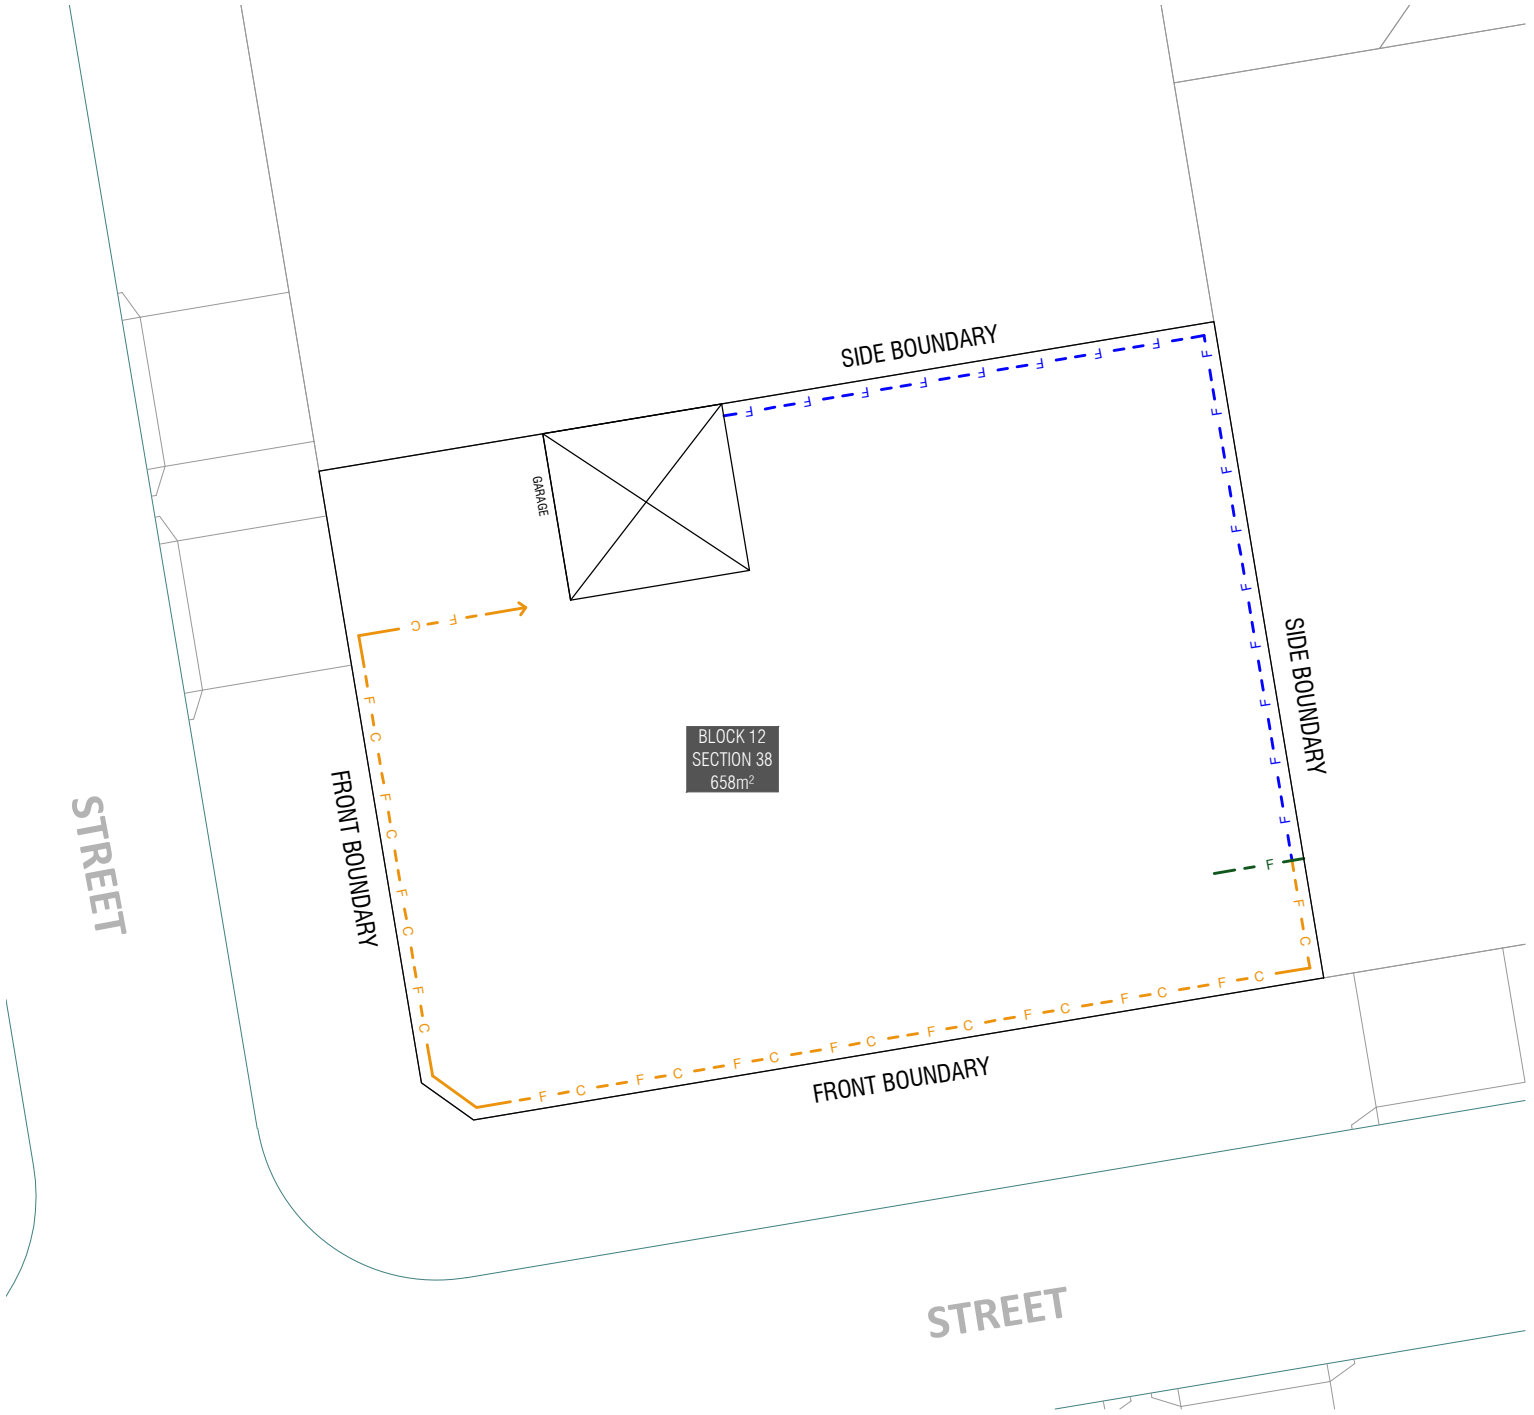 SIDE BOUNDARY
F F F F F F F F
GARAGE
F F F F F F F F F
C F
SIDE BOUNDARY
BLOCK 12
SECTION 38
658m²
F C F C F C F C
FRONT BOUNDARY
STREET
F
F C
F C F C F C F C F C F C F C F C
FRONT BOUNDARY
STREET